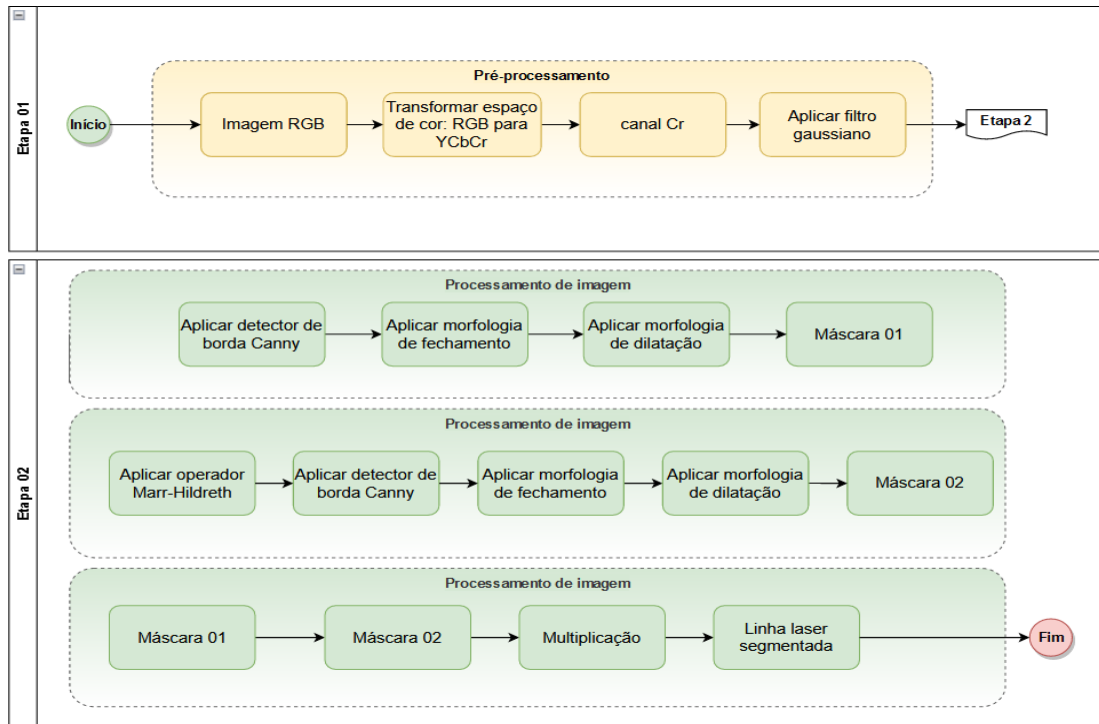 Etapa 01
Pré-processamento
Início
Imagem RGB
Transformar espaço
de cor: RGB para
YCbCr
canal Cr
Aplicar filtro
gaussiano
Etapa 2
Etapa 02
Processamento de imagem
Aplicar detector de
borda Canny
Aplicar morfologia
de fechamento
Aplicar morfologia
de dilatação
Máscara 01
Processamento de imagem
Aplicar operador
Marr-Hildreth
Aplicar detector de
borda Canny
Aplicar morfologia
de fechamento
Aplicar morfologia
de dilatação
Máscara 02
Processamento de imagem
Máscara 01
Máscara 02
Multiplicação
Linha laser
segmentada
Fim